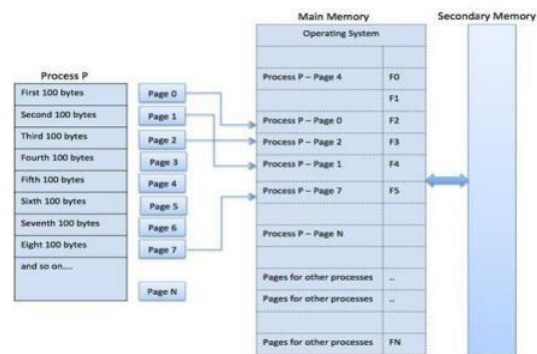 Main Memory
Secondary Memory
Operating System
Process P
First 100 bytes
Second 100 bytes
Third 100 bytes
Fourth 100 bytes
Fifth 100 bytes
Sixth 100 bytes
Seventh 100 bytes
Eight 100 bytes
and so on....
Page 0
Page 1
Page 2
Page 3
Page 4
Page 5
Page 6
Page 7
Page N
Process P – Page 4 F0
F1
Process P – Page 0 F2
Process P – Page 2 F3
Process P – Page 1 F4
Process P – Page 7 F5
Process P – Page N
Pages for other processes ..
Pages for other processes ..
Pages for other processes FN